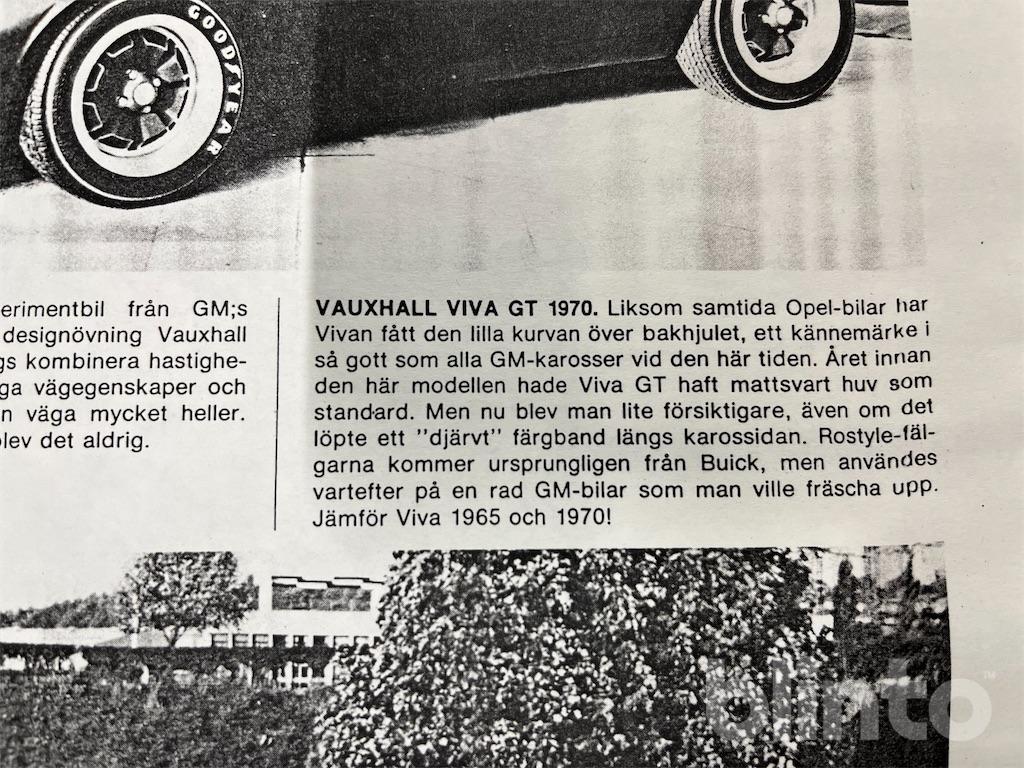 GOODYEAR
erimentbil från GM;s
designövning Vauxhall
gs kombinera hastighe-
ga vägegenskaper och
n väga mycket heller.
lev det aldrig.
VAUXHALL VIVA GT 1970. Liksom samtida Opel-bilar har
Vivan fått den lilla kurvan över bakhjulet, ett kännemärke i
så gott som alla GM-karosser vid den här tiden. Året innan
den här modellen hade Viva GT haft mattsvart huv som
standard. Men nu blev man lite försiktigare, även om det
löpte ett "djärvt" färgband längs karossidan. Rostyle-fäl-
garna kommer ursprungligen från Buick, men användes
vartefter på en rad GM-bilar som man ville fräscha upp.
Jämför Viva 1965 och 1970!
blinto™